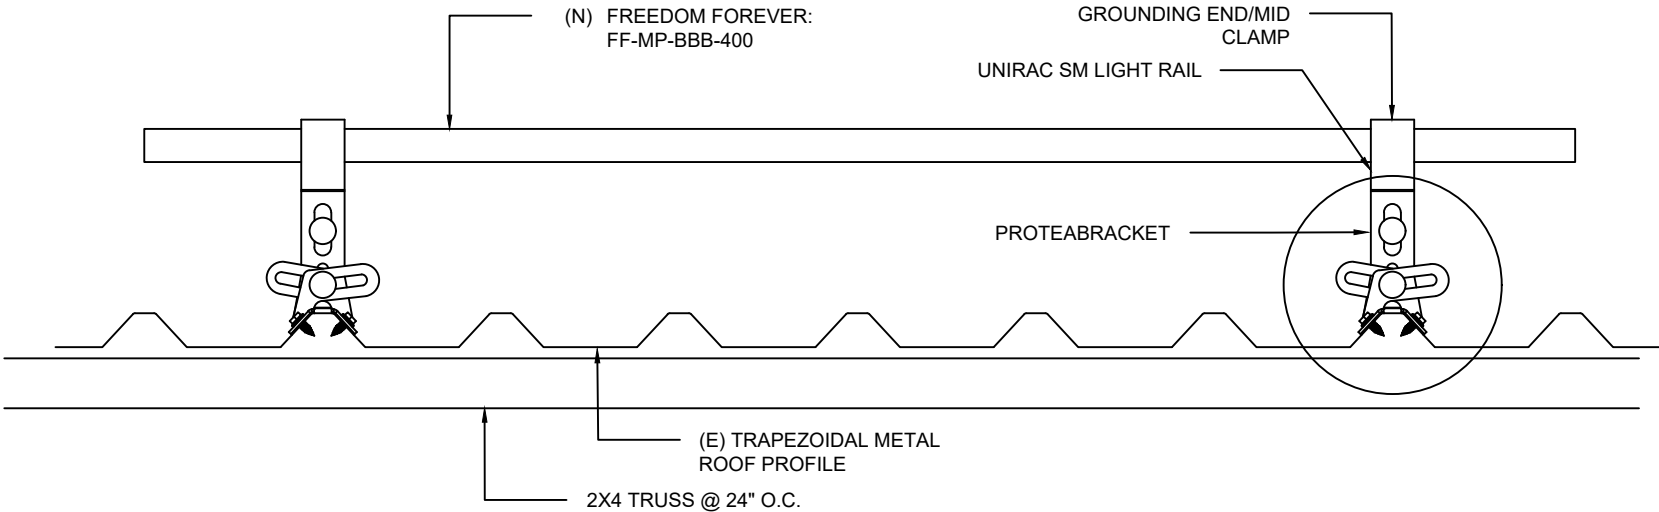 (N) FREEDOM FOREVER:
FF-MP-BBB-400
GROUNDING END/MID
CLAMP
UNIRAC SM LIGHT RAIL
PROTEABRACKET
(E) TRAPEZOIDAL METAL
ROOF PROFILE
2X4 TRUSS @ 24" O.C.